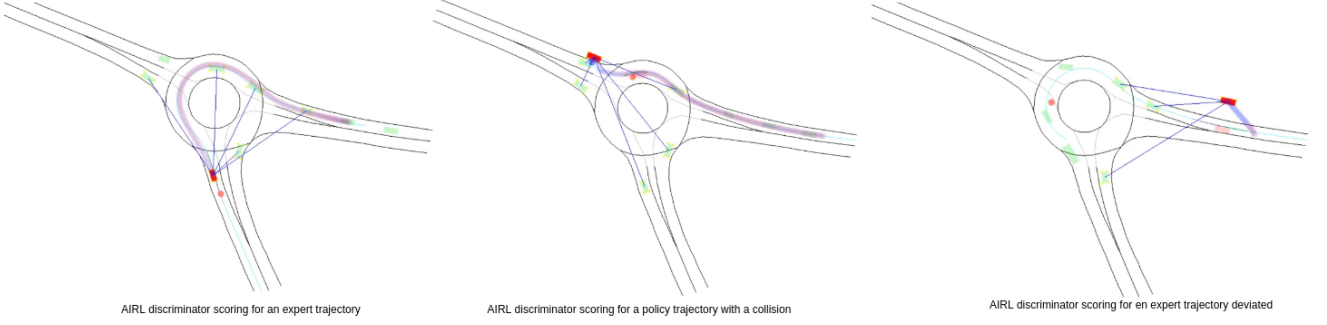 AIRL discriminator scoring for an expert trajectory
AIRL discriminator scoring for a policy trajectory with a collision
AIRL discriminator scoring for en expert trajectory deviated